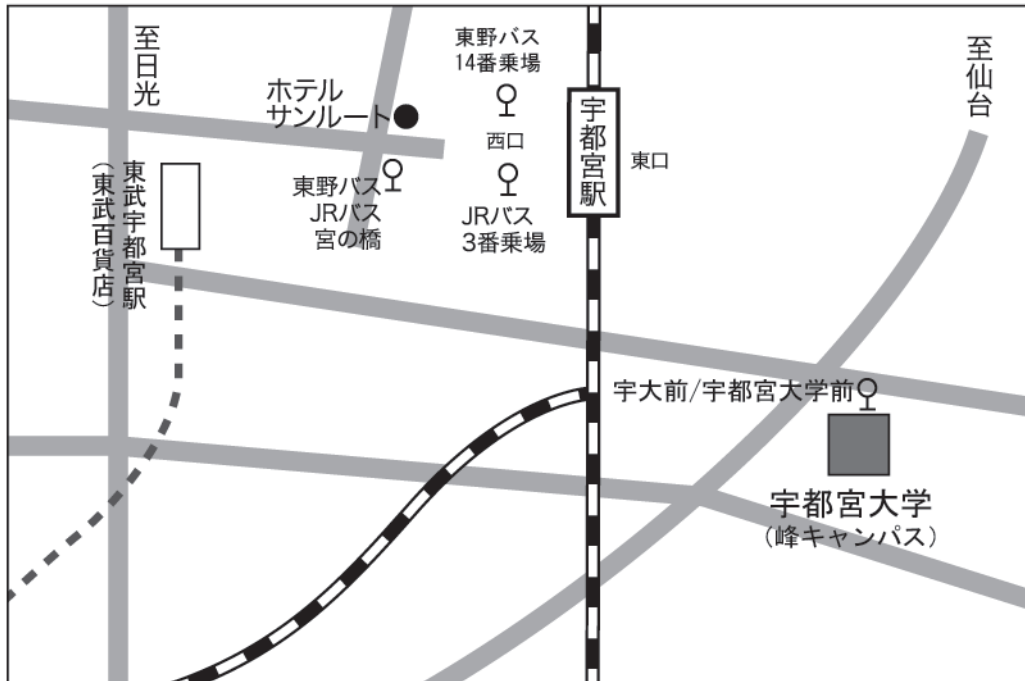 至日光
ホテル
サンルート
東野バス
14番乗場
西口
宇都宮駅
東口
至仙台
東武宇都宮駅
（東武百貨店）
東野バス
JRバス
宮の橋
JRバス
3番乗場
宇大前/宇都宮大学前
宇都宮大学
（峰キャンパス）